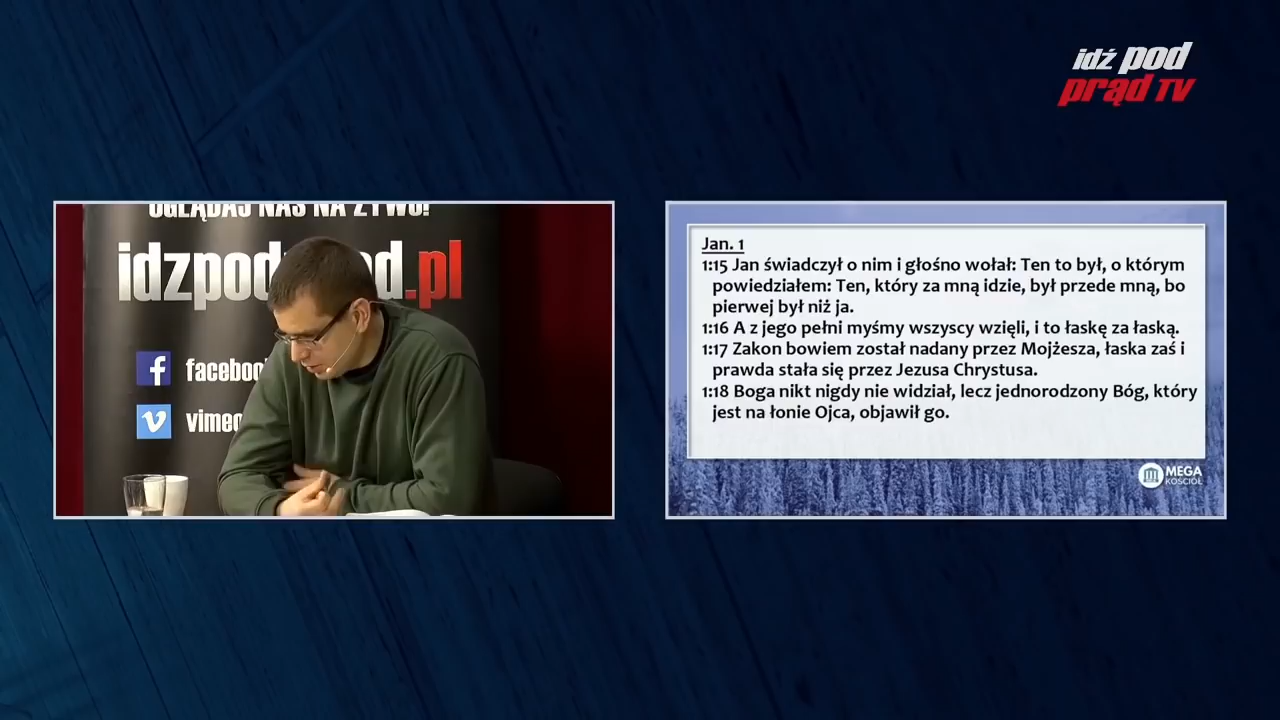 idź pod
prąd TV
OGLĄDAJ NAS NA ŻYWO!
.pl
facebook
Jan. 1
1:15 Jan świadczył o nim i głośno wołał: Ten to był, o którym
powiedziałem: Ten, który za mną idzie, był przede mną, bo
pierwej był niż ja.
1:16 A z jego pełni myśmy wszyscy wzięli, i to łaskę za łaską.
1:17 Zakon bowiem został nadany przez Mojżesza, łaska zaś i
prawda stała się przez Jezusa Chrystusa.
1:18 Boga nikt nigdy nie widział, lecz jednorodzony Bóg, który
jest na łonie Ojca, objawił go.
MEGA
KOŚCIÓŁ